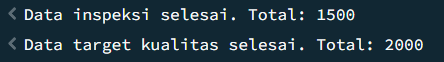 Data inspeksi selesai. Total: 1500
Data target kualitas selesai. Total: 2000